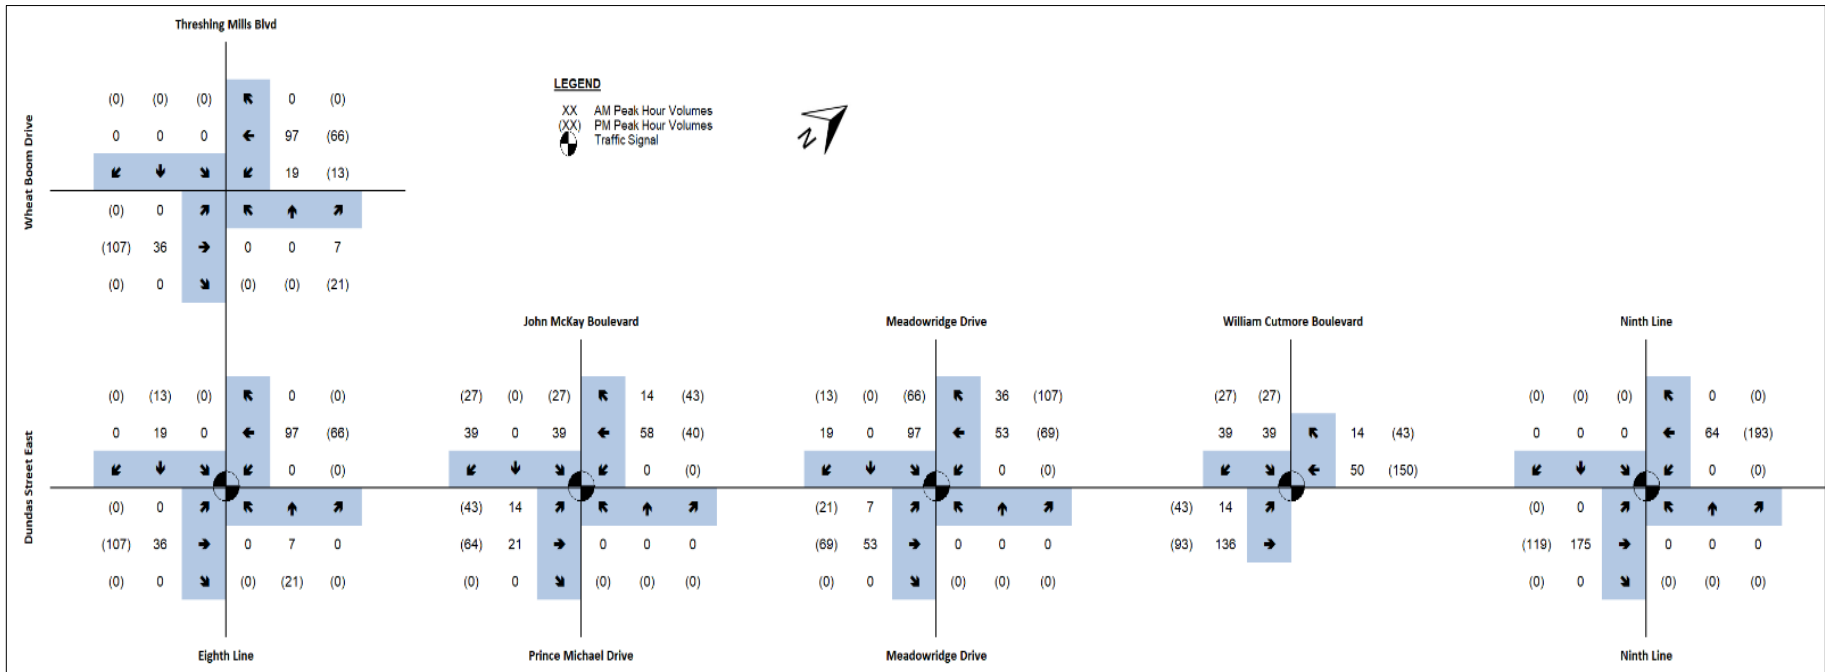 Threshing Mills Blvd
LEGEND
XX AM Peak Hour Volumes
(XX) PM Peak Hour Volumes
Traffic Signal
N
Wheat Boom Drive
(0) (0) (0) 0 (0)
0 0 0 97 (66)
19 (13)
(0) 0
(107) 36 0 0 7
(0) 0 (0) (0) (21)
John McKay Boulevard
Meadowridge Drive
William Cutmore Boulevard
Ninth Line
Dundas Street East
(0) (13) (0) 0 (0)
0 19 0 97 (66)
0 (0)
(0) 0
(107) 36 0 7 0
(0) 0 (0) (21) (0)
Eighth Line
(27) (0) (27) 14 (43)
39 0 39 58 (40)
0 (0)
(43) 14
(64) 21 0 0 0
(0) 0 (0) (0) (0)
Prince Michael Drive
(13) (0) (66) 36 (107)
19 0 97 53 (69)
0 (0)
(21) 7
(69) 53 0 0 0
(0) 0 (0) (0) (0)
Meadowridge Drive
(27) (27)
39 39 14 (43)
50 (150)
(43) 14
(93) 136
(0) (0) (0) 0 (0)
0 0 0 64 (193)
0 (0)
(0) 0
(119) 175 0 0 0
(0) 0 (0) (0) (0)
Ninth Line